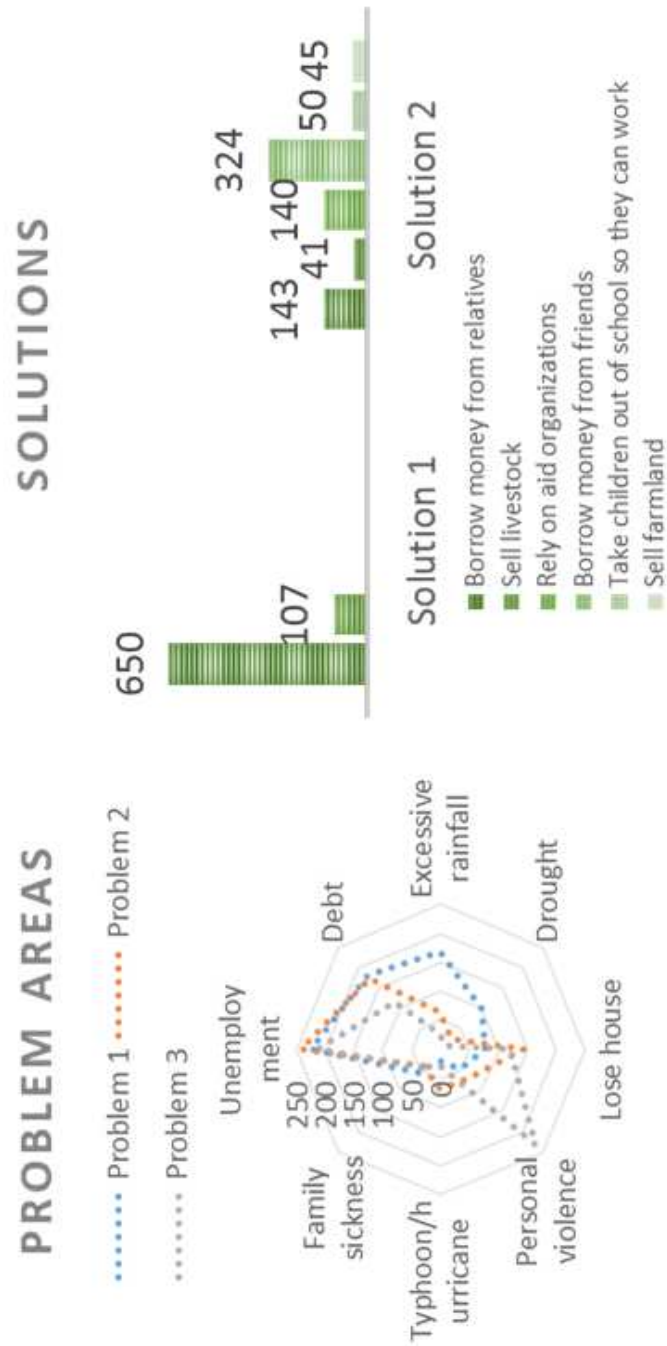 PROBLEM AREAS
Problem 1
Problem 2
Problem 3
Unemploy
ment
Debt
Excessive
rainfall
Drought
Lose house
Personal
violence
Typhoon/h
urricane
Family
sickness
250
200
150
100
50
0
SOLUTIONS
650
107
143
41
140
324
50
45
Solution 1
Solution 2
Borrow money from relatives
Sell livestock
Rely on aid organizations
Borrow money from friends
Take children out of school so they can work
Sell farmland